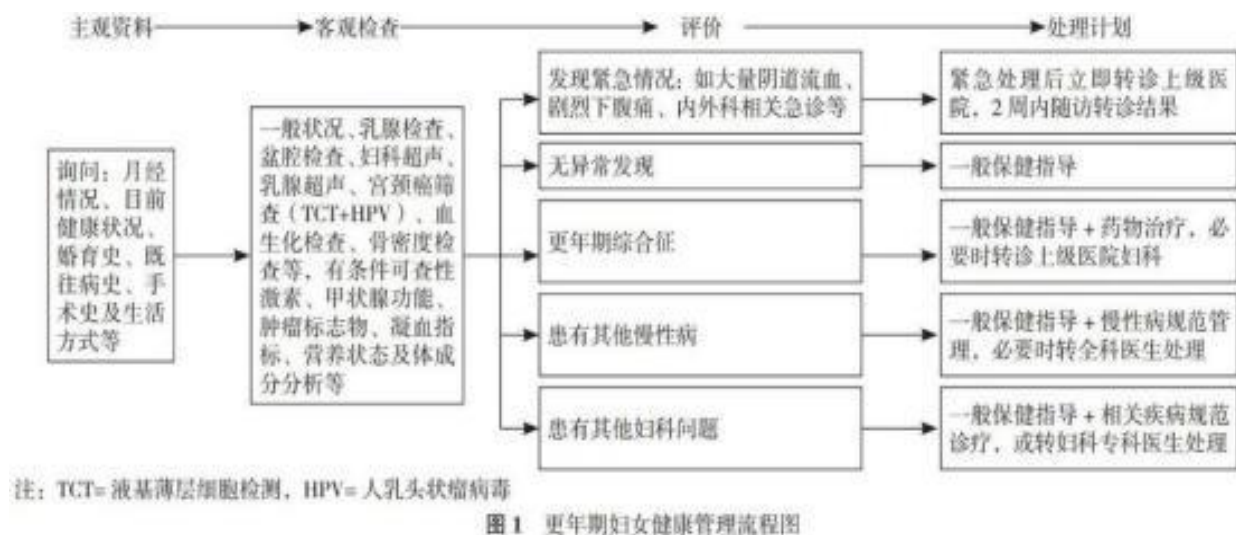 主观资料 客观检查 评价 处理计划
询问：月经
情况、目前
健康状况、
婚育史、既
往病史、手
术史及生活
方式等
一般状况、乳腺检查、
盆腔检查、妇科超声、
乳腺超声、宫颈癌筛
查（TCT+HPV）、血
生化检查、骨密度检
查等，有条件可查性
激素、甲状腺功能、
肿瘤标志物、凝血指
标、营养状态及体成
分分析等
发现紧急情况：如大量阴道流血、
剧烈下腹痛、内外科相关急诊等
紧急处理后立即转诊上级医
院，2周内随访转诊结果
无异常发现
一般保健指导
更年期综合征
一般保健指导+药物治疗，必
要时转诊上级医院妇科
患有其他慢性病
一般保健指导+慢性病规范管
理，必要时转全科医生处理
患有其他妇科问题
一般保健指导+相关疾病规范
诊疗，或转妇科专科医生处理
注：TCT=液基薄层细胞检测，HPV=人乳头状瘤病毒
图1 更年期妇女健康管理流程图